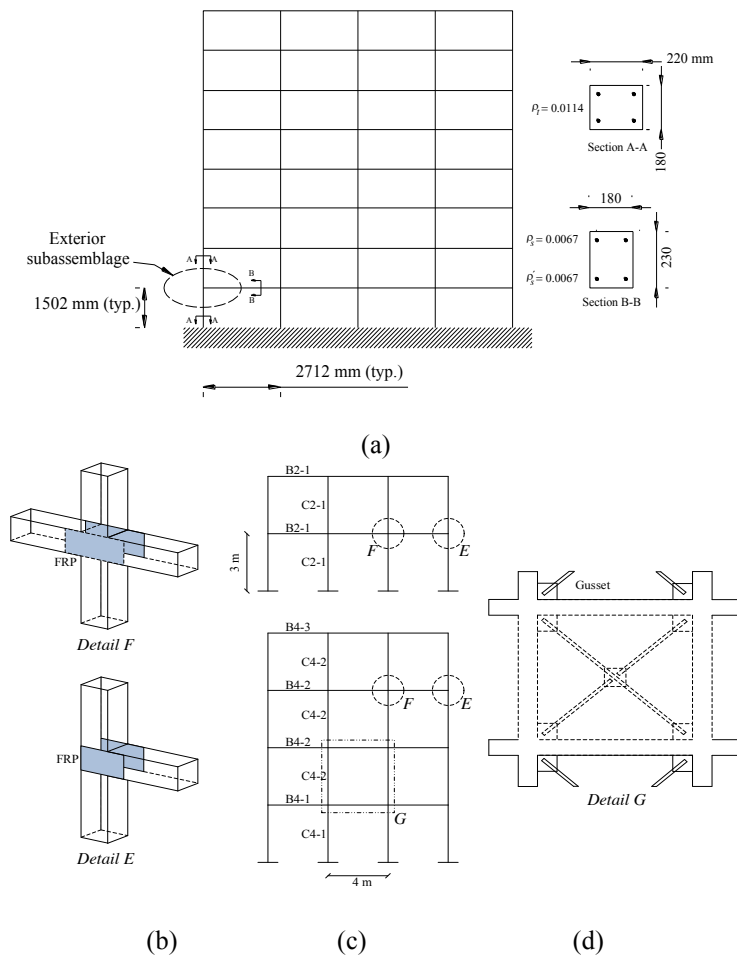 220 mm
ρₗ = 0.0114
Section A-A
180
180
ρₛ = 0.0067
ρₛ′ = 0.0067
230
Section B-B
Exterior
subassemblage
A A
B
B
A A
1502 mm (typ.)
2712 mm (typ.)
(a)
FRP
Detail F
FRP
Detail E
B2-1
C2-1
B2-1
C2-1
F
E
3 m
B4-3
C4-2
B4-2
F
E
C4-2
B4-2
C4-2
B4-1
G
C4-1
4 m
Gusset
Detail G
(b)
(c)
(d)